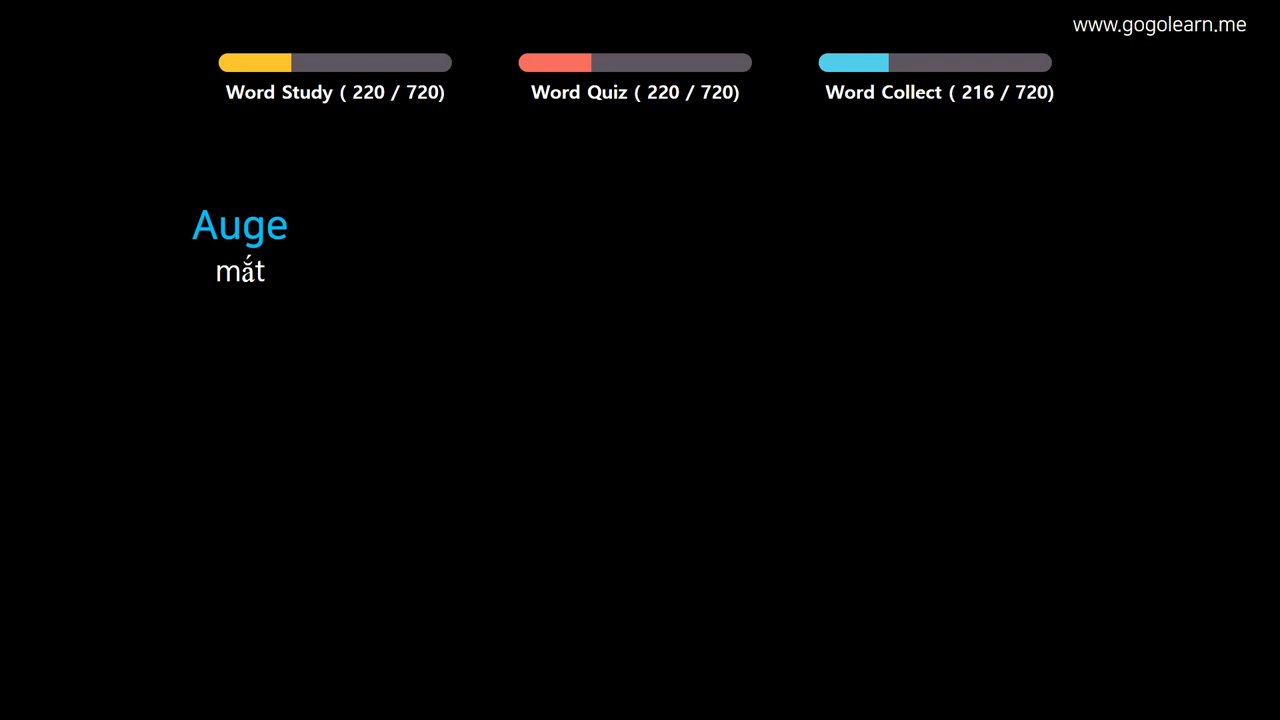 www.gogolearn.me
Word Study ( 220 / 720)
Word Quiz ( 220 / 720)
Word Collect ( 216 / 720)
Auge
mắt